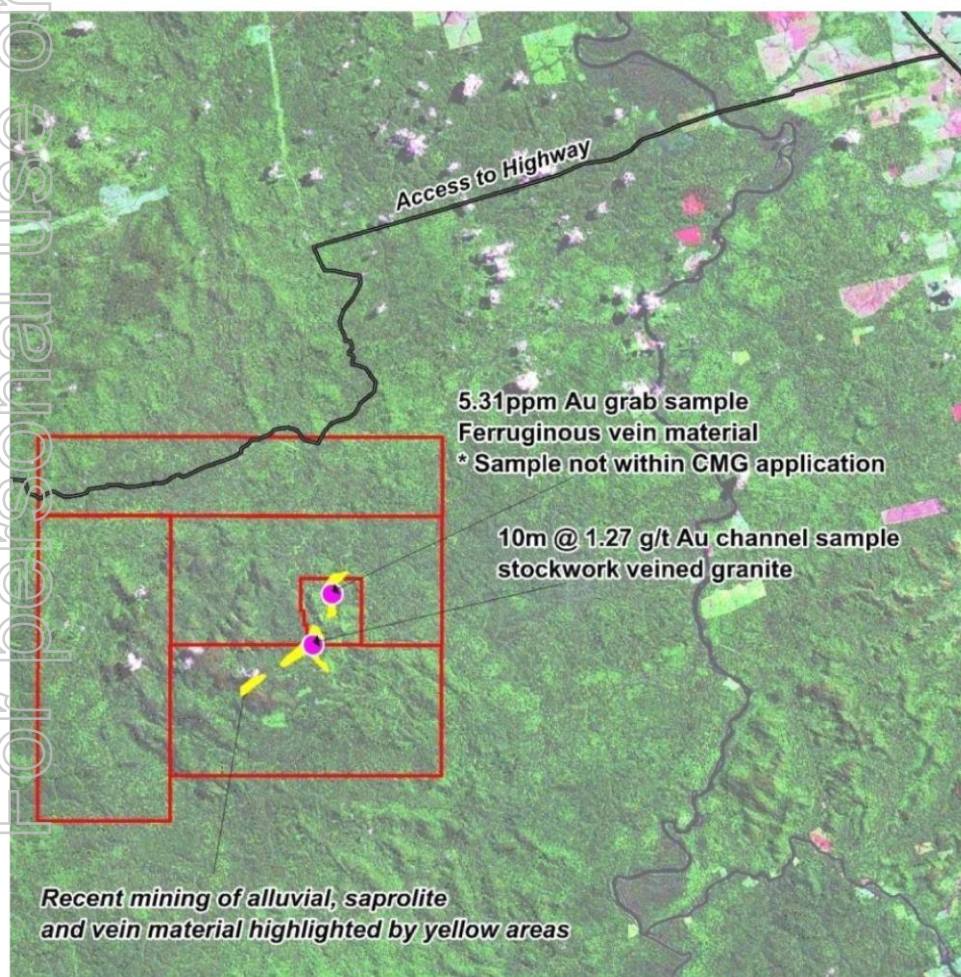 For personal use only
Access to Highway
5.31ppm Au grab sample
Ferruginous vein material
* Sample not within CMG application
10m @ 1.27 g/t Au channel sample
stockwork veined granite
Recent mining of alluvial, saprolite
and vein material highlighted by yellow areas